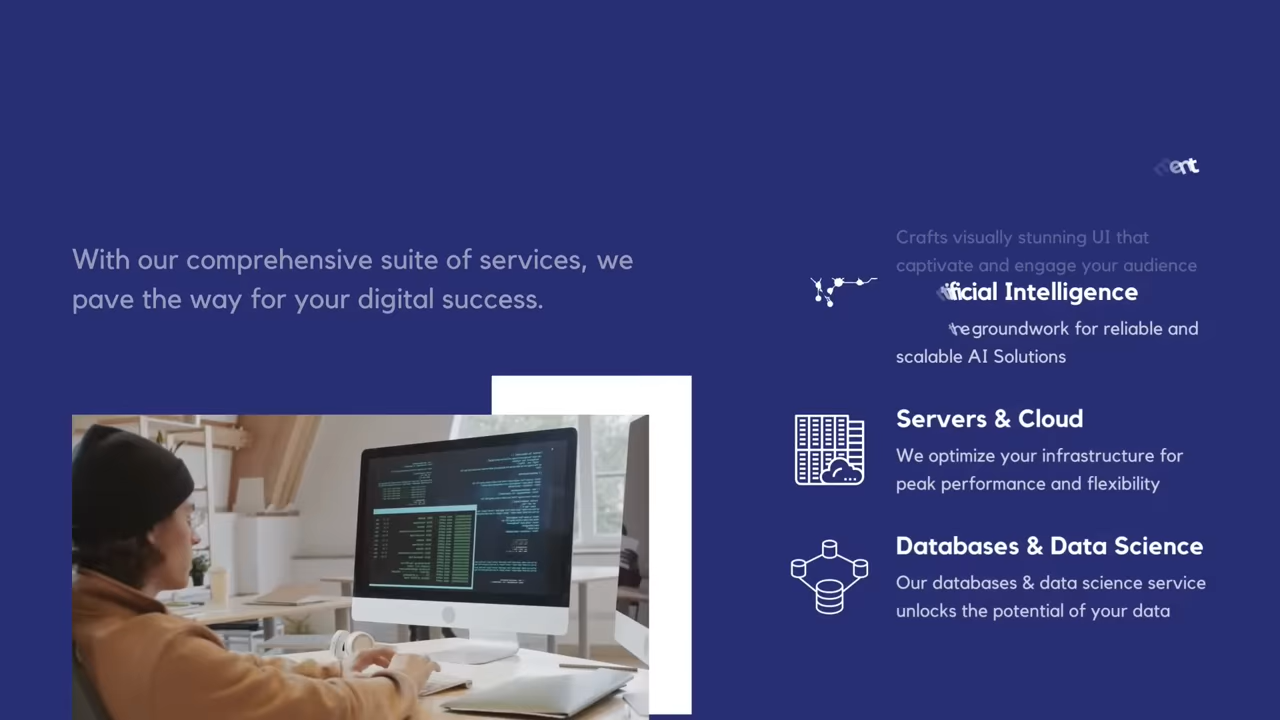 With our comprehensive suite of services, we
pave the way for your digital success.
ent
Crafts visually stunning UI that
captivate and engage your audience
ficial Intelligence
groundwork for reliable and
scalable AI Solutions
Servers & Cloud
We optimize your infrastructure for
peak performance and flexibility
Databases & Data Science
Our databases & data science service
unlocks the potential of your data